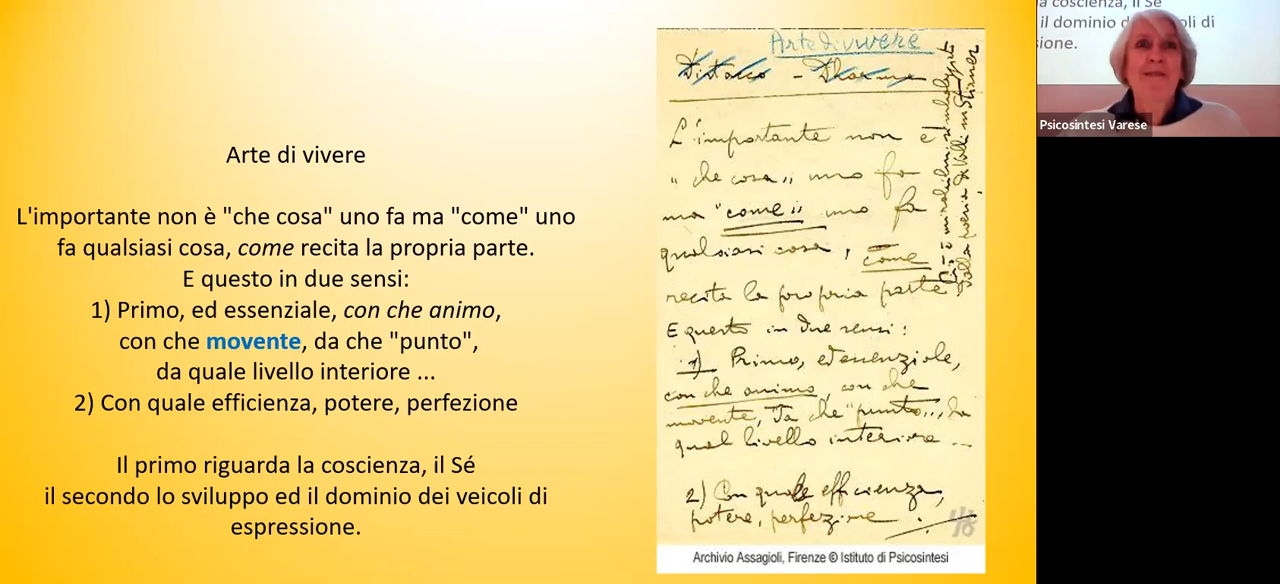 Arte di vivere
L'importante non è "che cosa" uno fa ma "come" uno
fa qualsiasi cosa, come recita la propria parte.
E questo in due sensi:
1) Primo, ed essenziale, con che animo,
con che movente, da che "punto",
da quale livello interiore ...
2) Con quale efficienza, potere, perfezione
Il primo riguarda la coscienza, il Sé
il secondo lo sviluppo ed il dominio dei veicoli di
espressione.
Arte di vivere
Distacco - Dharma
L'importante non è
"che cosa" uno fa
ma "come" uno fa
qualsiasi cosa, come
recita la propria parte
E questo in due sensi:
1) Primo, ed essenziale,
con che animo, con che
movente, da che "punto", da
qual livello interiore ...
2) Con quale efficienza,
potere, perfezione.
Archivio Assagioli, Firenze © Istituto di Psicosintesi
a coscienza, il Sé
il dominio d oli di
sione.
Psicosintesi Varese